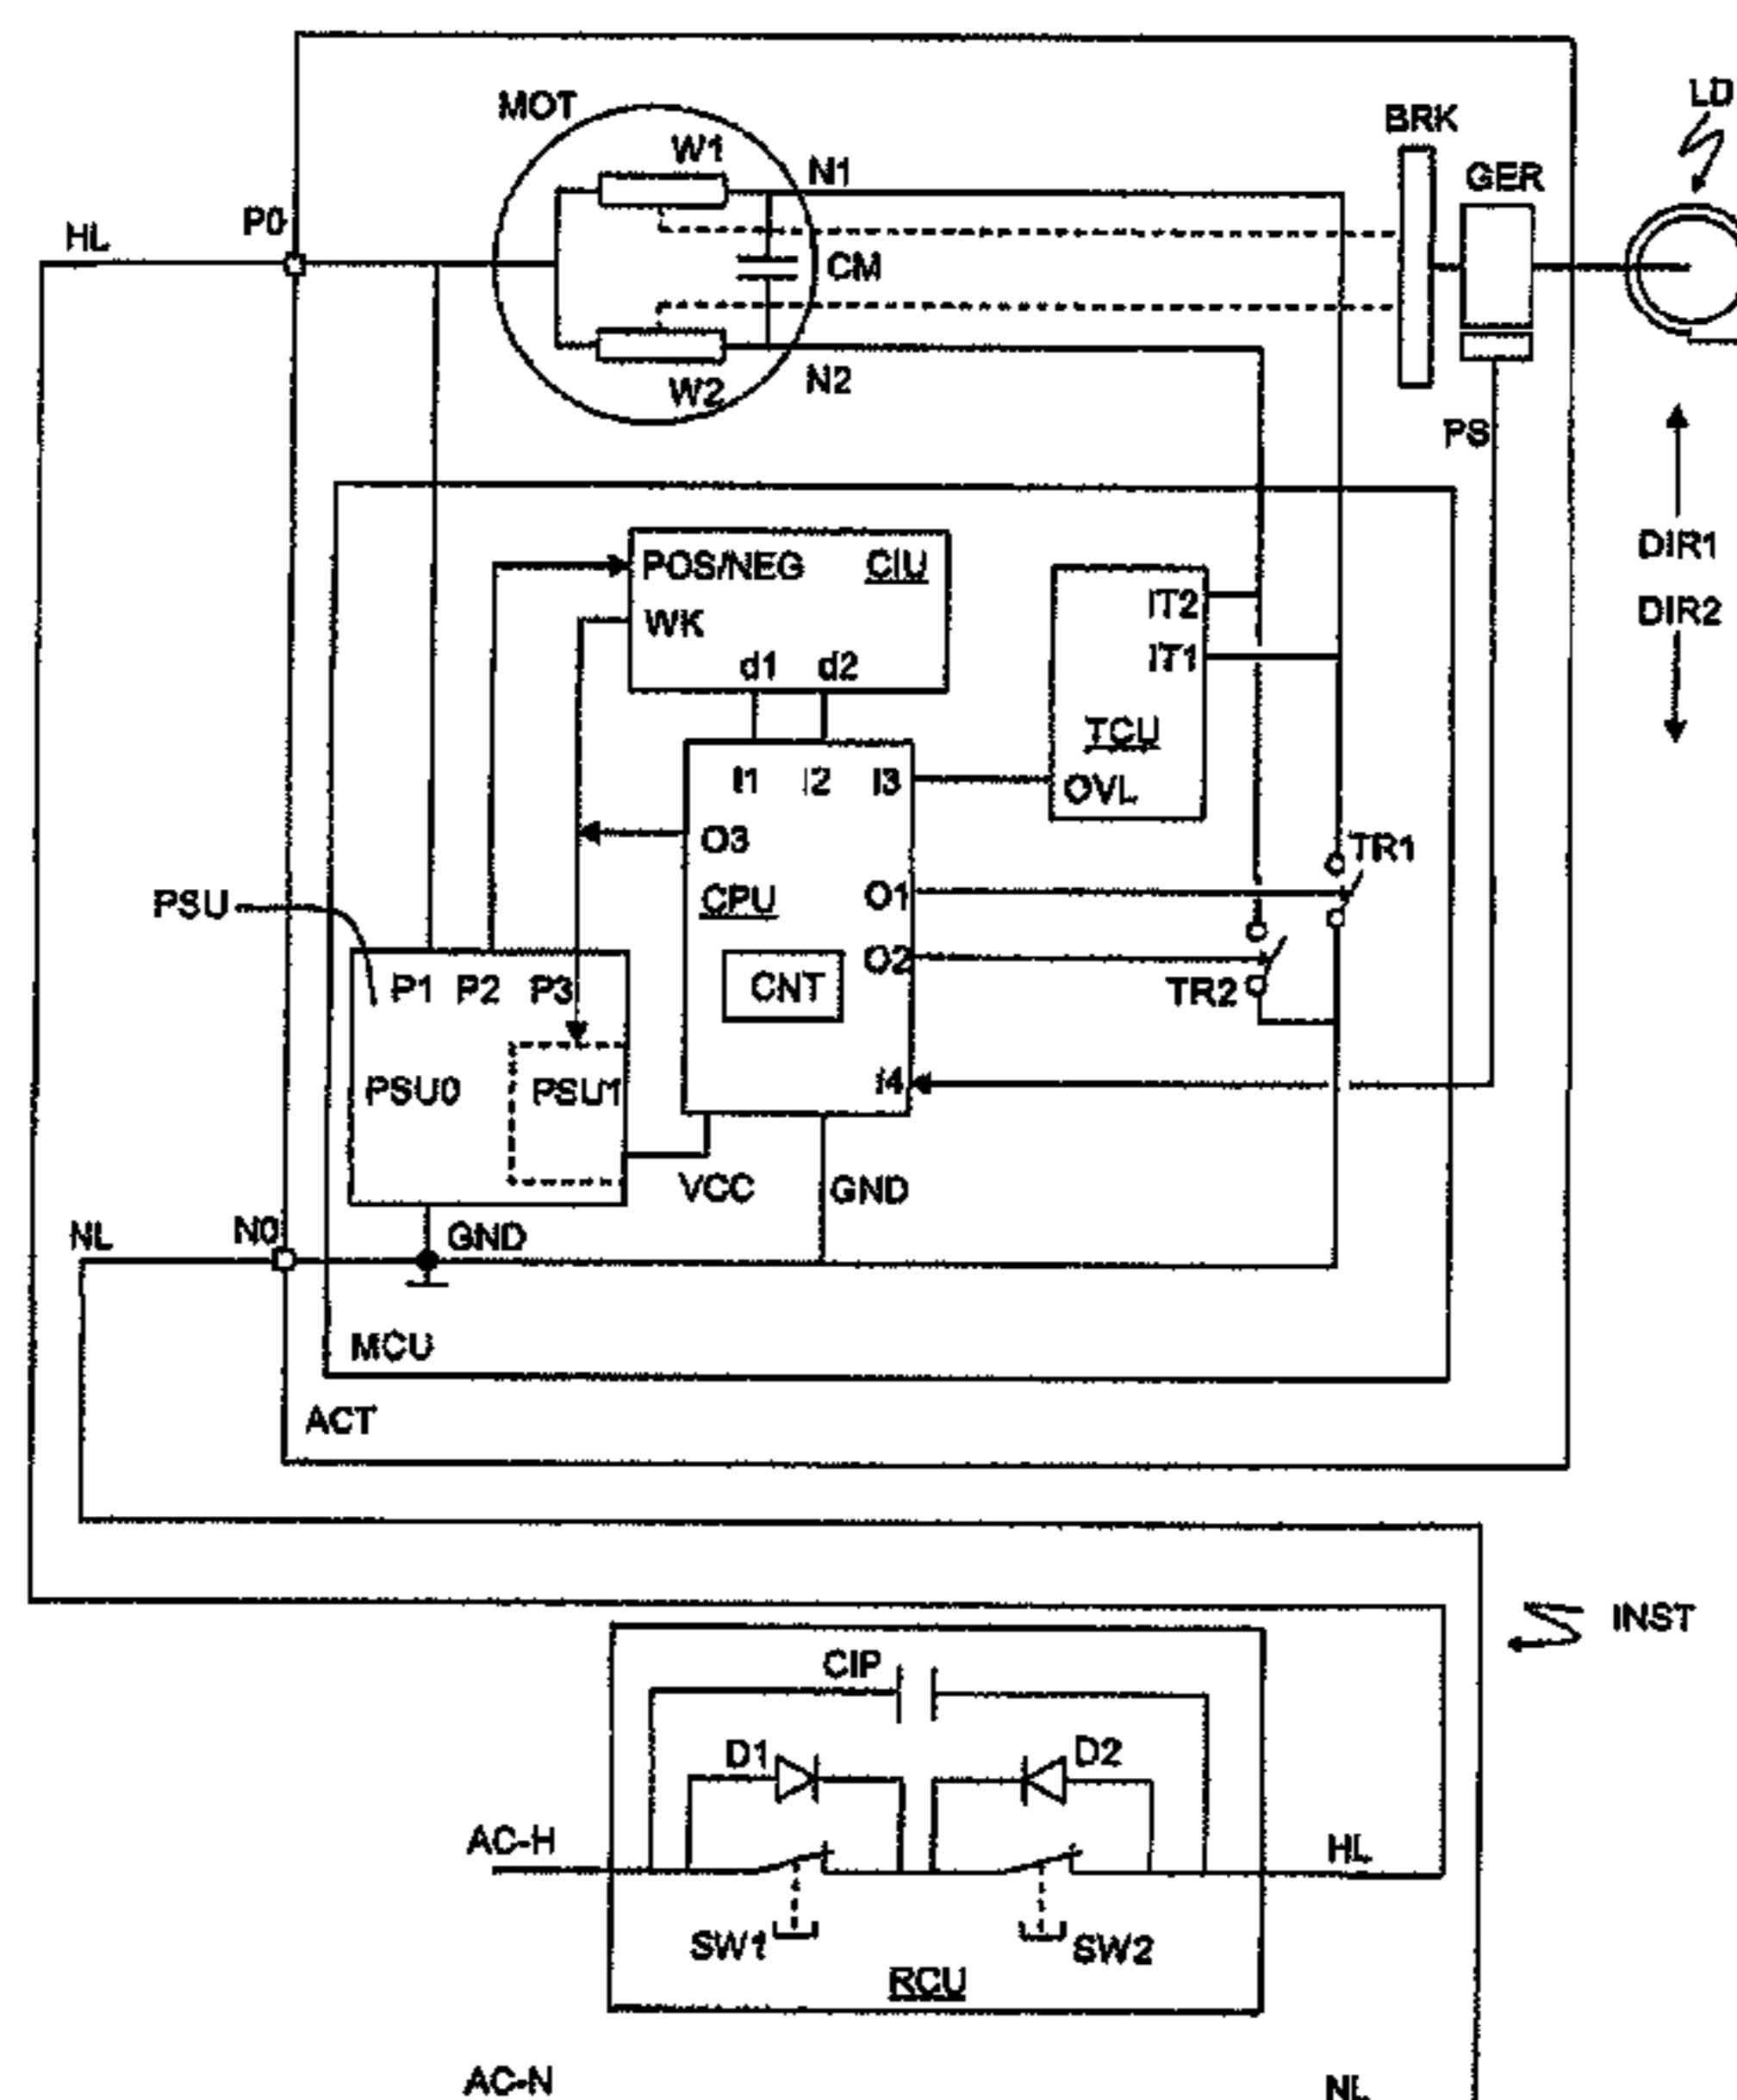 LD
MOT
BRK
W1
N1
GER
P0
HL
CM
W2
N2
PS
DIR1
POS/NEG CIU
IT2
DIR2
WK
IT1
d1 d2
TCU
I1 I2 I3
OVL
O3
TR1
PSU
CPU
O1
O2
P1 P2 P3
CNT
TR2
PSU0
PSU1
I4
VCC
GND
NL
N0
GND
MCU
ACT
INST
CIP
D1
D2
AC-H
HL
SW1
SW2
RCU
AC-N
NL